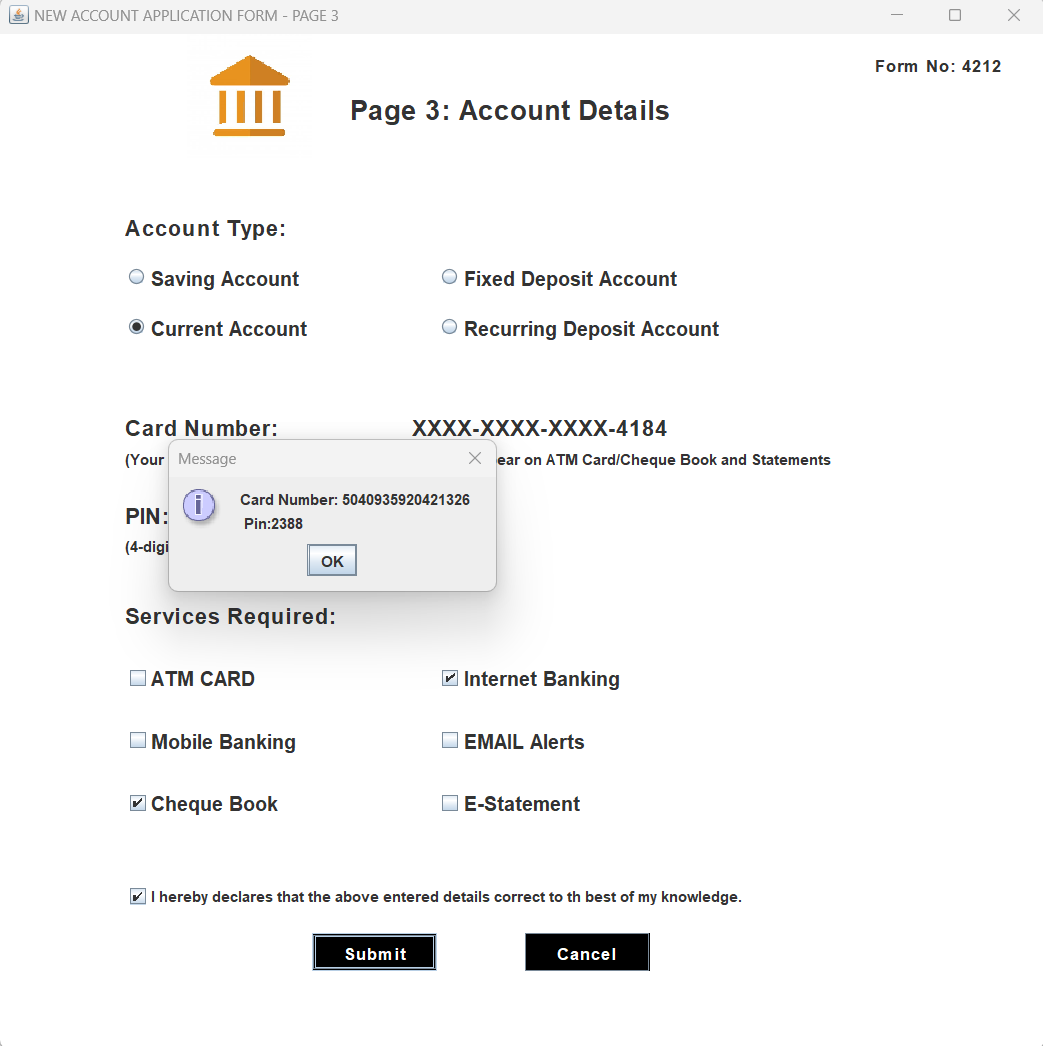 NEW ACCOUNT APPLICATION FORM - PAGE 3
Form No: 4212
Page 3: Account Details
Account Type:
Saving Account Fixed Deposit Account
Current Account Recurring Deposit Account
Card Number: XXXX-XXXX-XXXX-4184
(Your ear on ATM Card/Cheque Book and Statements
Message
Card Number: 5040935920421326
Pin:2388
OK
PIN:
(4-digi
Services Required:
ATM CARD Internet Banking
Mobile Banking EMAIL Alerts
Cheque Book E-Statement
I hereby declares that the above entered details correct to th best of my knowledge.
Submit Cancel